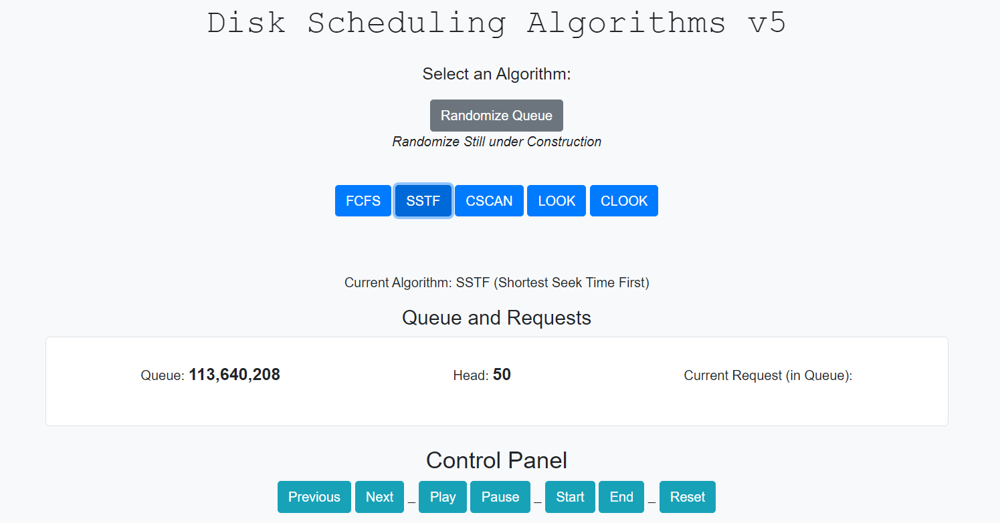 Disk Scheduling Algorithms v5
Select an Algorithm:
Randomize Queue
Randomize Still under Construction
FCFS SSTF CSCAN LOOK CLOOK
Current Algorithm: SSTF (Shortest Seek Time First)
Queue and Requests
Queue: 113,640,208 Head: 50 Current Request (in Queue):
Control Panel
Previous Next _ Play Pause _ Start End _ Reset